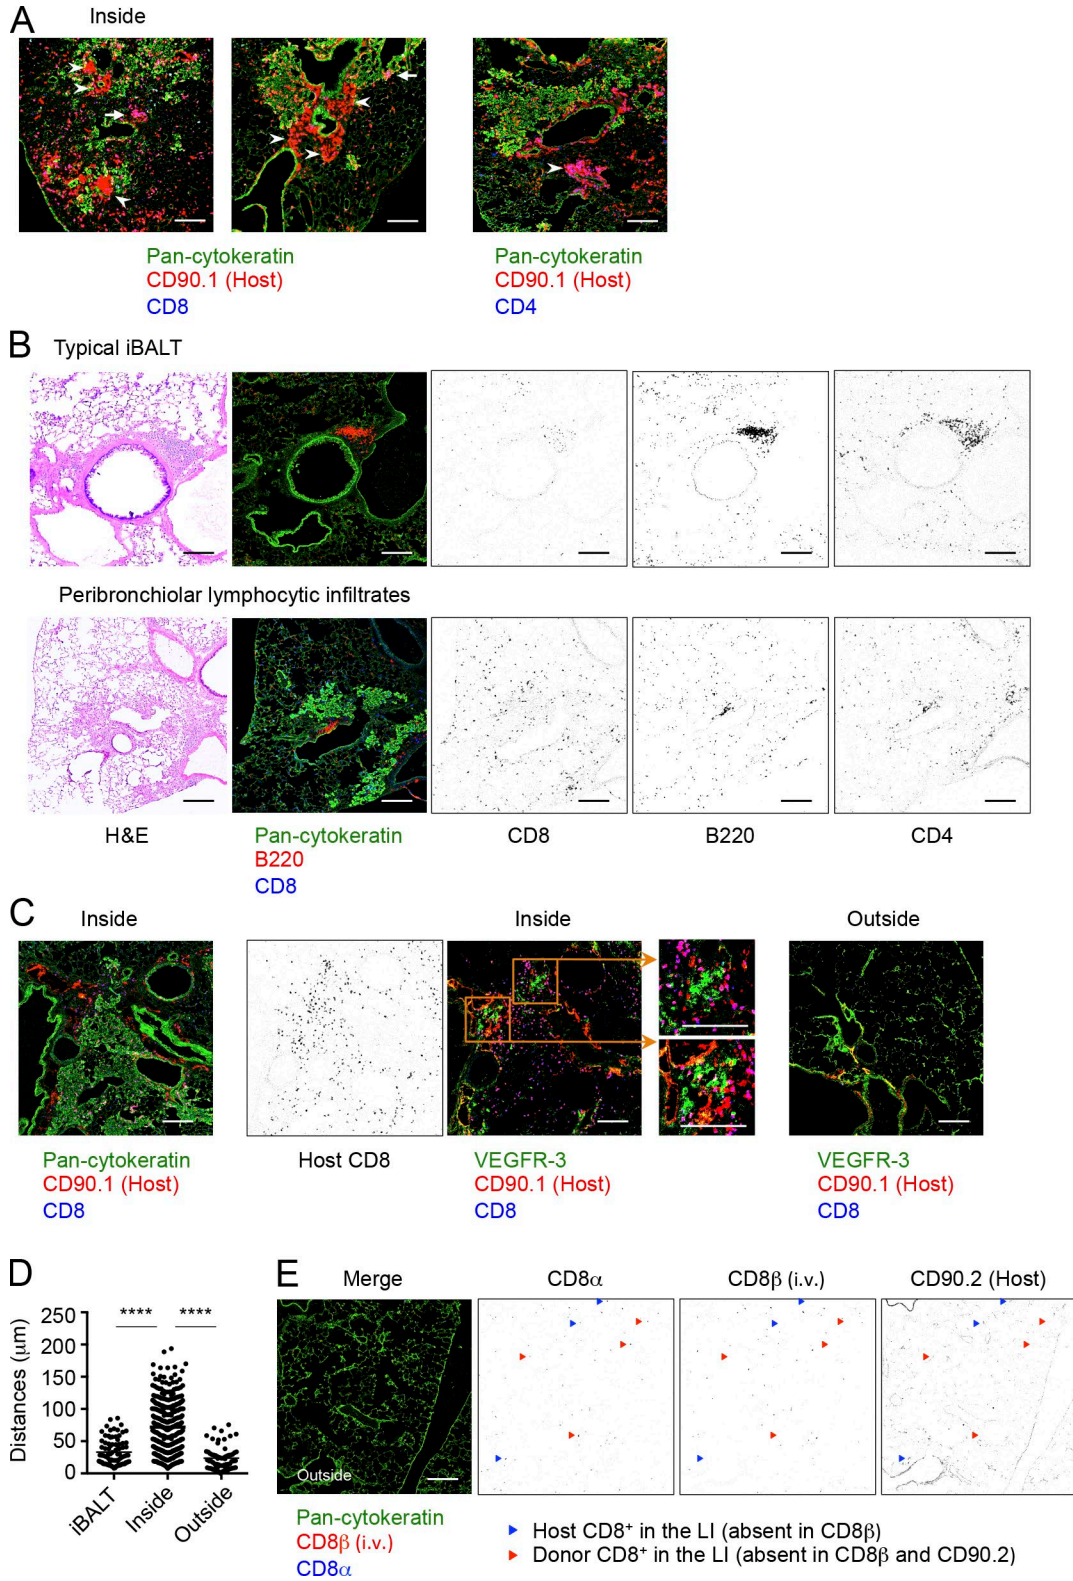 A
Inside
Pan-cytokeratin
CD90.1 (Host)
CD8
Pan-cytokeratin
CD90.1 (Host)
CD4
B
Typical iBALT
Peribronchiolar lymphocytic infiltrates
H&E
Pan-cytokeratin
B220
CD8
CD8
B220
CD4
C
Inside
Inside
Outside
Pan-cytokeratin
CD90.1 (Host)
CD8
Host CD8
VEGFR-3
CD90.1 (Host)
CD8
VEGFR-3
CD90.1 (Host)
CD8
D
Distances (μm)
250
200
150
100
50
0
**** ****
iBALT
Inside
Outside
E
Merge
CD8α
CD8β (i.v.)
CD90.2 (Host)
Outside
Pan-cytokeratin
CD8β (i.v.)
CD8α
Host CD8⁺ in the LI (absent in CD8β)
Donor CD8⁺ in the LI (absent in CD8β and CD90.2)